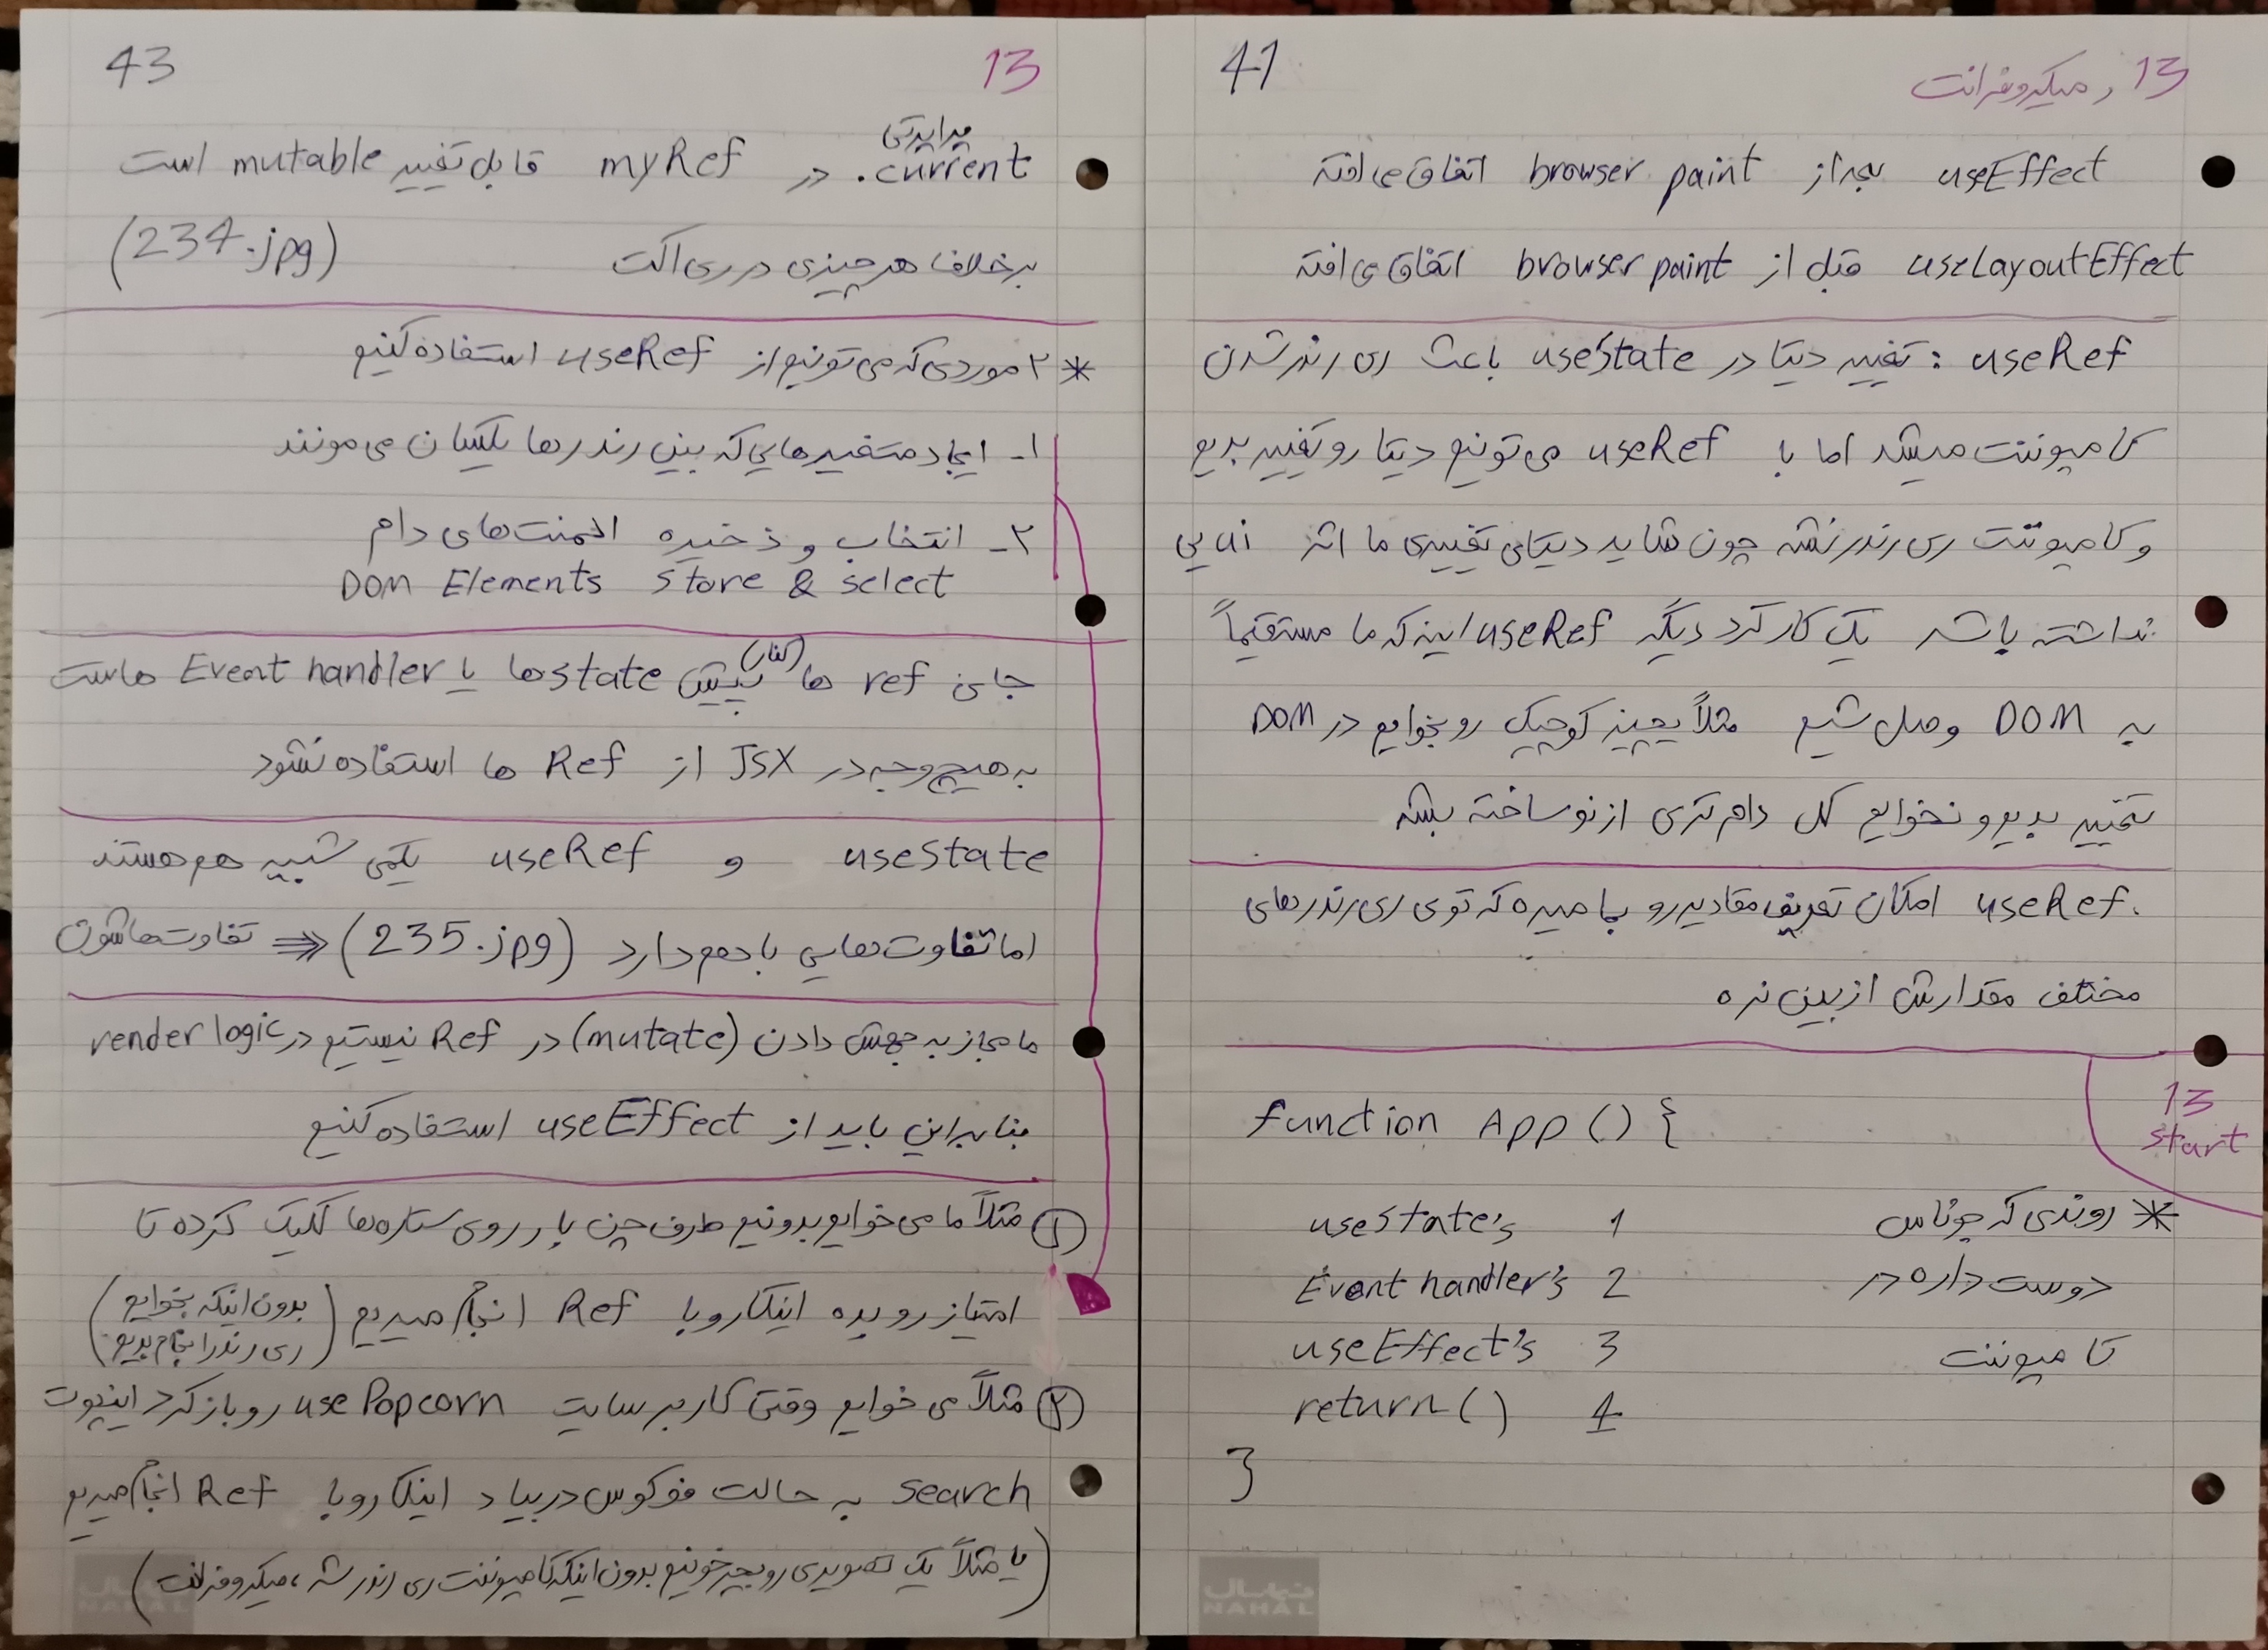 13 , میکروفرانت
41
useEffect بعد از browser paint اتفاق می افته
useLayoutEffect قبل از browser paint اتفاق می افته
useRef : تغییر دیتا در useState باعث ری رندر شدن
کامپوننت میشد اما با useRef می تونیم دیتا رو تغییر بدیم
و کامپوننت ری رندر نشه چون شاید دیتای تغییری ما اثر ui یی
نداشته باشد یک کارکرد دیگر useRef اینه که ما مستقیماً
به DOM وصل شیم مثلاً یچیز کوچیک رو بخوایم در DOM
تغییر بدیم و نخوایم کل دام تری از نو ساخته بشه
useRef امکان تعریف مقادیر رو بما میده که توی ری رندرهای
مختلف مقدارش از بین نره
13
start
function App () {
* روندی که جوناس
دوست داره در
کامپوننت
useState's 1
Event handler's 2
useEffect's 3
return ( ) 4
}
NAHAL
13
43
پراپرتی
.current در myRef قابل تغییر mutable است
برخلاف هر چیزی در ری اکت (234.jpg)
* ۲ موردی که می تونیم از useRef استفاده کنیم
۱- ایجاد متغییرهایی که بین رندرها یکسان می مونند
۲- انتخاب و ذخیره المنت های دام
DOM Elements Store & select
جای ref ها پیش (کنار) state ها یا Event handler هاست
به هیچ وجه در JSX از Ref ها استفاده نشود
useState و useRef یکمی شبیه هم هستند
اما تفاوت هایی با هم دارد (235.jpg) ⇒ تفاوت هاشون
ما مجاز به جهش دادن (mutate) در Ref نیستیم در render logic
بنابراین باید از useEffect استفاده کنیم
① مثلاً ما می خوایم بدونیم طرف چن بار روی ستاره ها کلیک کرده تا
امتیاز رو بده اینکارو با Ref انجام میدیم (بدون اینکه بخوایم
ری رندر انجام بدیم)
② مثلاً می خوایم وقتی کاربر سایت use Popcorn رو باز کرد اینپوت
search به حالت فوکوس دربیاد اینکارو با Ref انجام میدیم
(یا مثلاً یک تصویری رو بچرخونیم بدون اینکه کامپوننت ری رندر شه ، میکروفرانت)
NAHAL